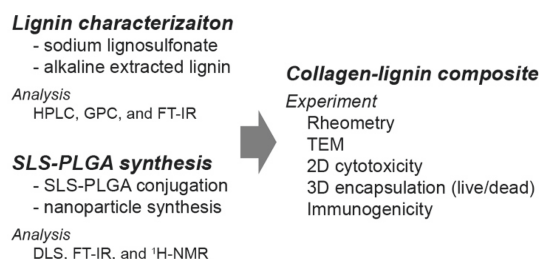 Lignin characterizaiton
- sodium lignosulfonate
- alkaline extracted lignin
Analysis
HPLC, GPC, and FT-IR
SLS-PLGA synthesis
- SLS-PLGA conjugation
- nanoparticle synthesis
Analysis
DLS, FT-IR, and ¹H-NMR
Collagen-lignin composite
Experiment
Rheometry
TEM
2D cytotoxicity
3D encapsulation (live/dead)
Immunogenicity